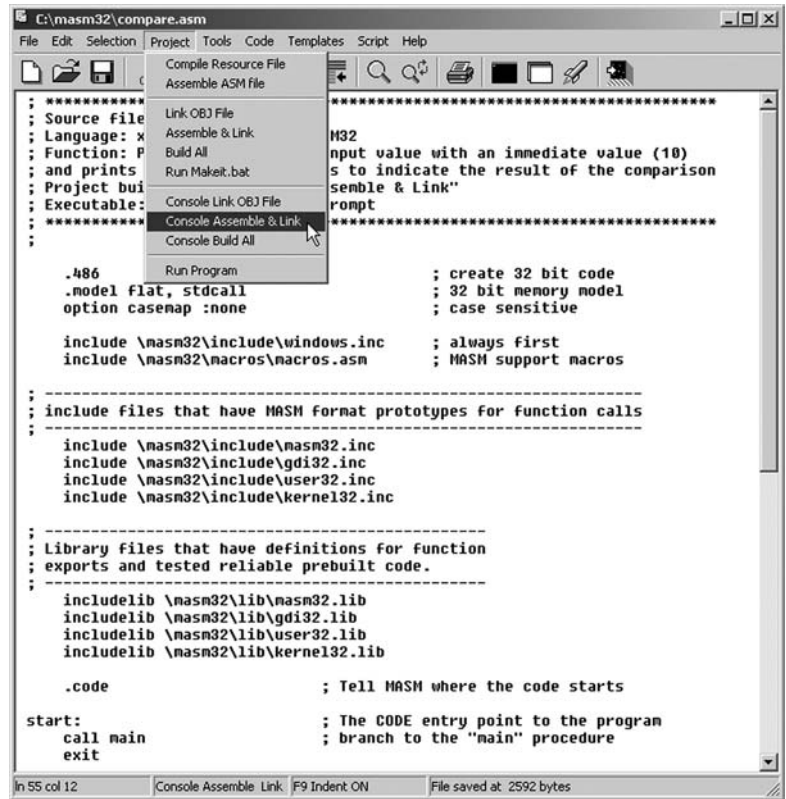 C:\masm32\compare.asm
File Edit Selection Project Tools Code Templates Script Help
Compile Resource File
Assemble ASM file
Link OBJ File
Assemble & Link
Build All
Run Makeit.bat
Console Link OBJ File
Console Assemble & Link
Console Build All
Run Program
; ********** **************************************************
; Source file
; Language: x M32
; Function: P nput value with an immediate value (10)
; and prints s to indicate the result of the comparison
; Project bui semble & Link"
; Executable: rompt
; ********** **************************************************
;
.486 ; create 32 bit code
.model flat, stdcall ; 32 bit memory model
option casemap :none ; case sensitive
include \masm32\include\windows.inc ; always first
include \masm32\macros\macros.asm ; MASM support macros
; -----------------------------------------------------------------
; include files that have MASM format prototypes for function calls
; -----------------------------------------------------------------
include \masm32\include\masm32.inc
include \masm32\include\gdi32.inc
include \masm32\include\user32.inc
include \masm32\include\kernel32.inc
; ------------------------------------------------
; Library files that have definitions for function
; exports and tested reliable prebuilt code.
; ------------------------------------------------
includelib \masm32\lib\masm32.lib
includelib \masm32\lib\gdi32.lib
includelib \masm32\lib\user32.lib
includelib \masm32\lib\kernel32.lib
.code ; Tell MASM where the code starts
start: ; The CODE entry point to the program
call main ; branch to the "main" procedure
exit
ln 55 col 12 Console Assemble Link F9 Indent ON File saved at 2592 bytes